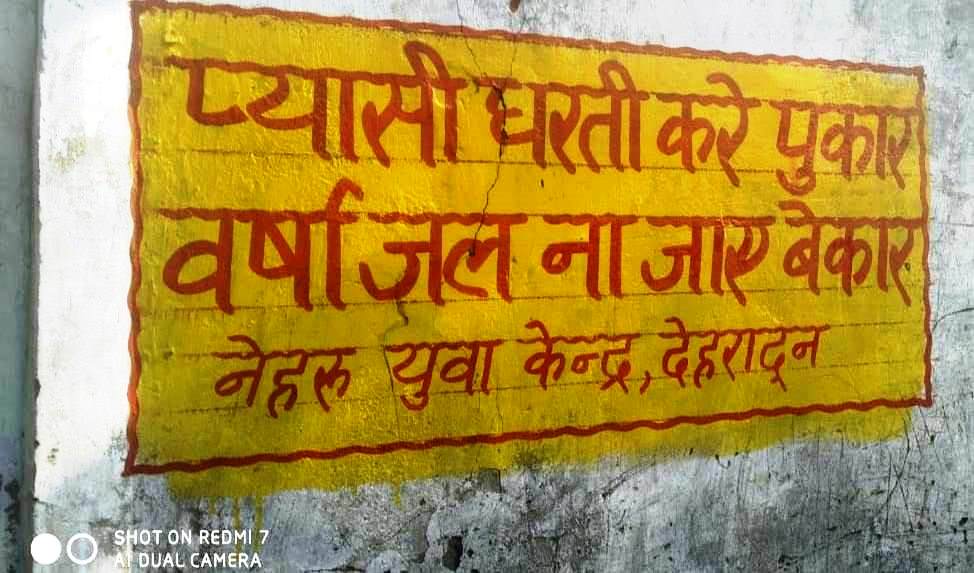 प्यासी धरती करे पुकार
वर्षा जल ना जाए बेकार
नेहरू युवा केन्द्र, देहरादून
SHOT ON REDMI 7
AI DUAL CAMERA